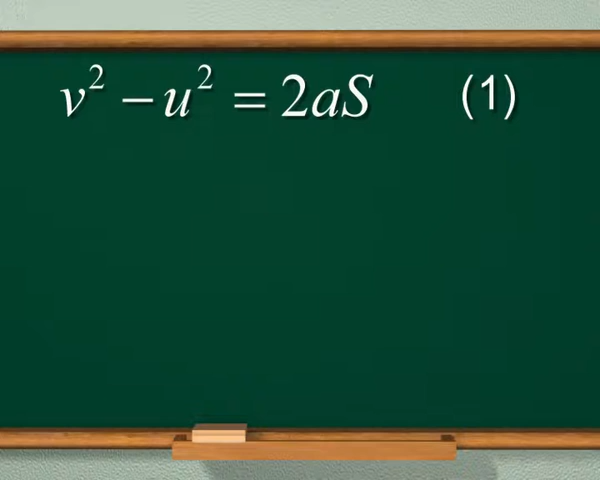 v² – u² = 2aS (1)